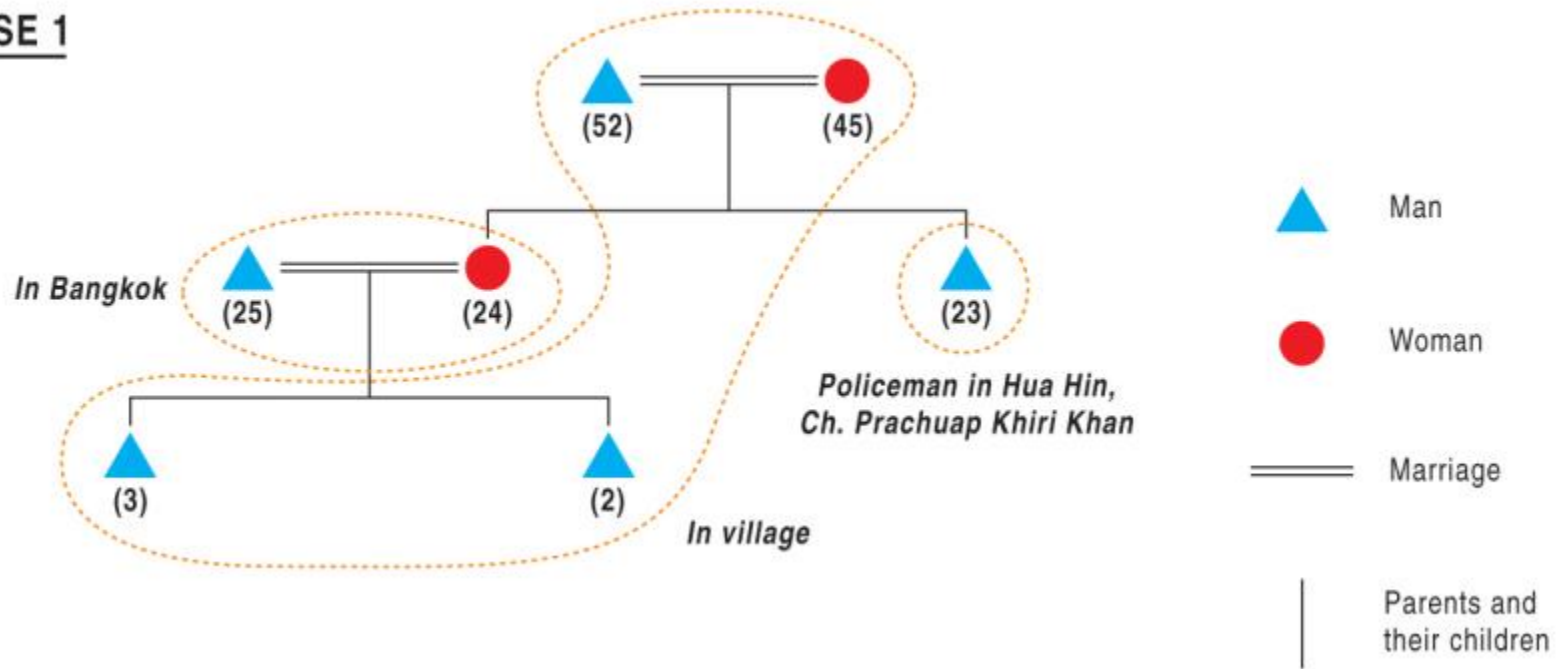 SE 1
(52)
(45)
In Bangkok
(25)
(24)
(23)
Policeman in Hua Hin,
Ch. Prachuap Khiri Khan
(3)
(2)
In village
Man
Woman
Marriage
Parents and
their children